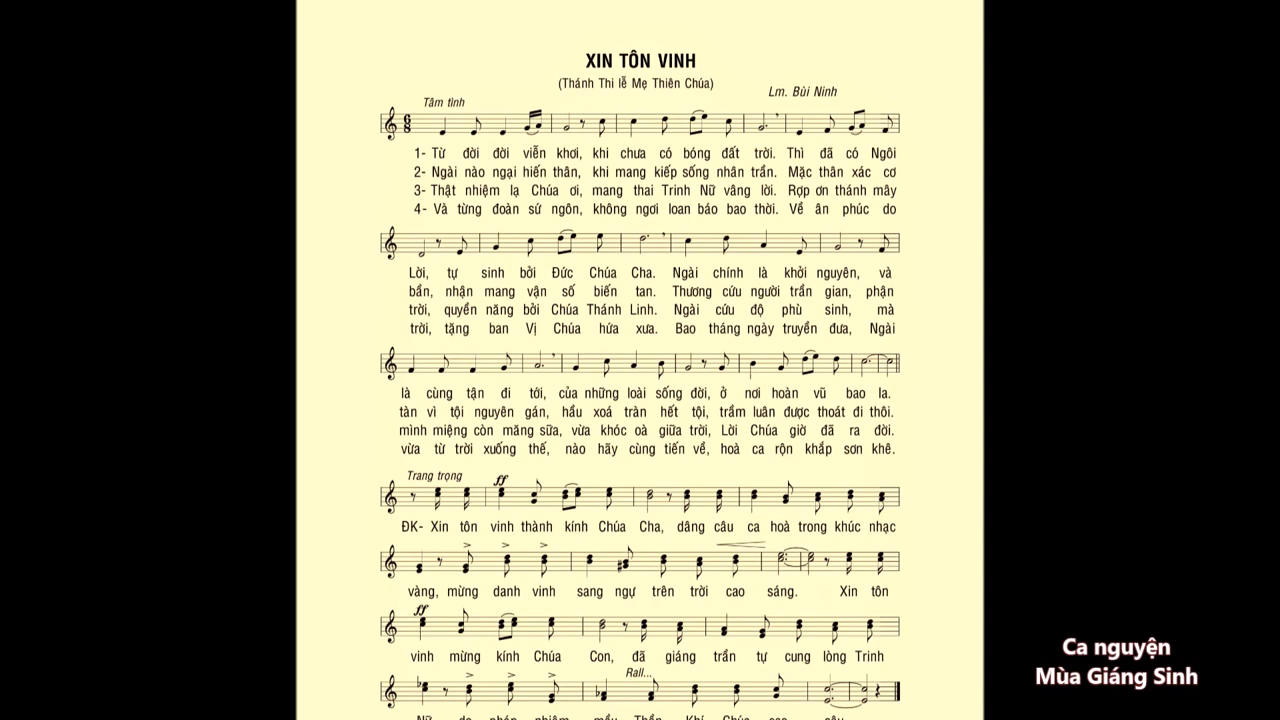 XIN TÔN VINH
(Thánh Thi lễ Mẹ Thiên Chúa)
Lm. Bùi Ninh
Tâm tình
1- Từ đời đời viễn khơi, khi chưa có bóng đất trời. Thì đã có Ngôi
2- Ngài nào ngại hiến thân, khi mang kiếp sống nhân trần. Mặc thân xác cơ
3- Thật nhiệm lạ Chúa ơi, mang thai Trinh Nữ vâng lời. Rợp ơn thánh mây
4- Và từng đoàn sứ ngôn, không ngơi loan báo bao thời. Về ân phúc do
Lời, tự sinh bởi Đức Chúa Cha. Ngài chính là khởi nguyên, và
bần, nhận mang vận số biến tan. Thương cứu người trần gian, phận
trời, quyền năng bởi Chúa Thánh Linh. Ngài cứu độ phù sinh, mà
trời, tặng ban Vị Chúa hứa xưa. Bao tháng ngày truyền đưa, Ngài
là cùng tận đi tới, của những loài sống đời, ở nơi hoàn vũ bao la.
tàn vì tội nguyên gán, hầu xoá tràn hết tội, trầm luân được thoát đi thôi.
mình miệng còn măng sữa, vừa khóc oà giữa trời, Lời Chúa giờ đã ra đời.
vừa từ trời xuống thế, nào hãy cùng tiến về, hoà ca rộn khắp sơn khê.
Trang trọng
ff
ĐK- Xin tôn vinh thành kính Chúa Cha, dâng câu ca hoà trong khúc nhạc
vàng, mừng danh vinh sang ngự trên trời cao sáng. Xin tôn
ff
vinh mừng kính Chúa Con, đã giáng trần tự cung lòng Trinh
Rall...
Ca nguyện
Mùa Giáng Sinh